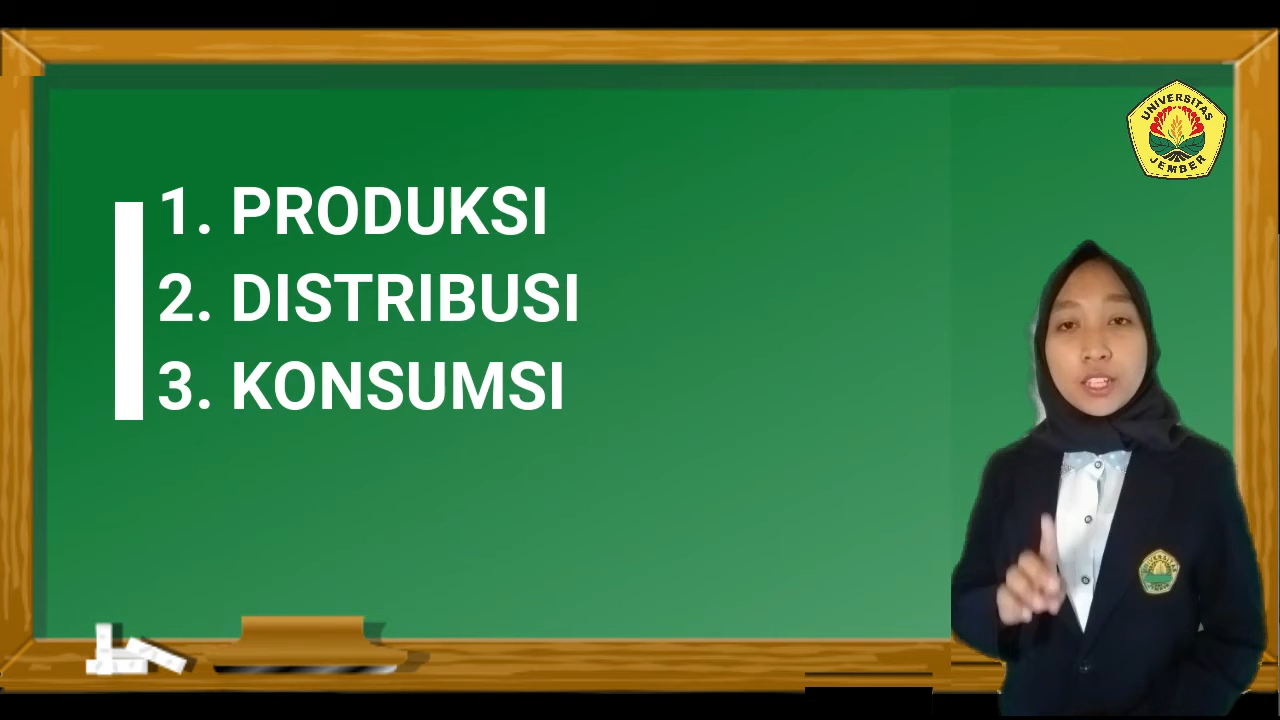 1. PRODUKSI
2. DISTRIBUSI
3. KONSUMSI
UNIVERSITAS
JEMBER